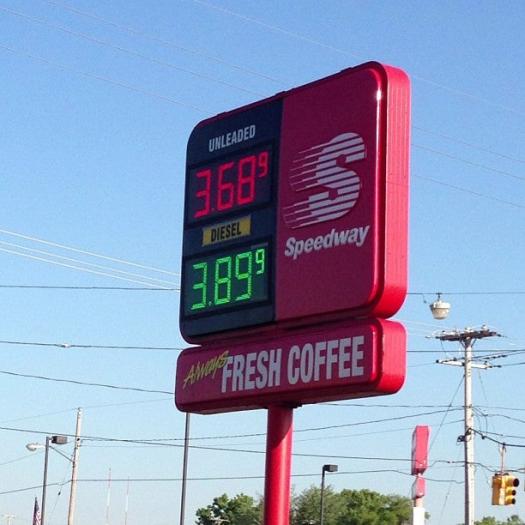 UNLEADED
3.68 9
DIESEL
3.89 9
S
Speedway
Always FRESH COFFEE